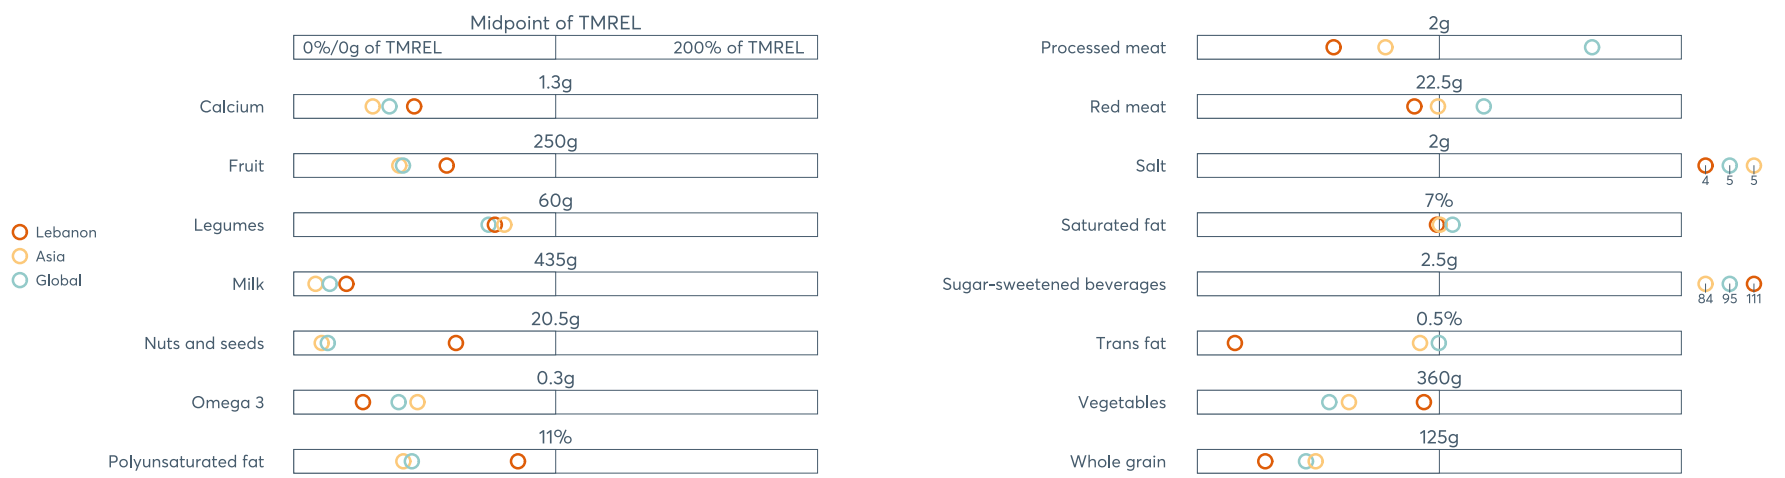 Midpoint of TMREL
0%/0g of TMREL 200% of TMREL
1.3g
Calcium
250g
Fruit
60g
Legumes
435g
Milk
20.5g
Nuts and seeds
0.3g
Omega 3
11%
Polyunsaturated fat
Lebanon
Asia
Global
2g
Processed meat
22.5g
Red meat
2g
Salt
4 5 5
7%
Saturated fat
2.5g
Sugar-sweetened beverages
84 95 111
0.5%
Trans fat
360g
Vegetables
125g
Whole grain